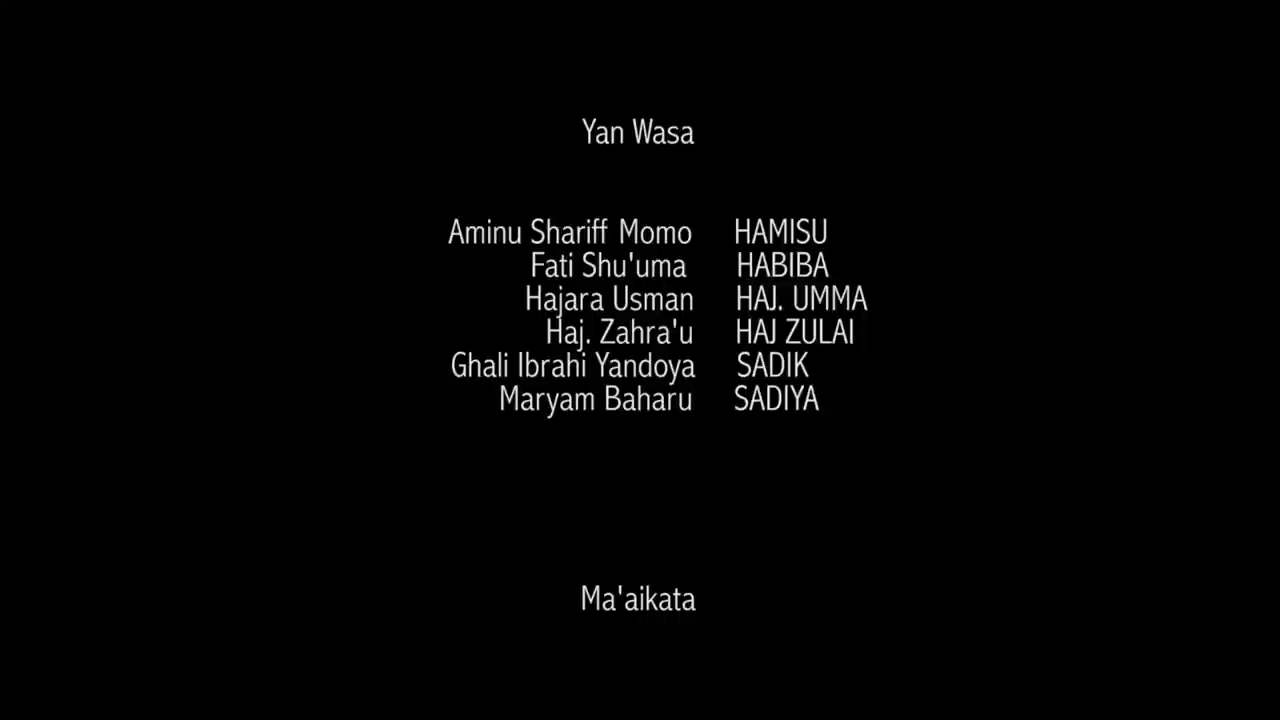 Yan Wasa
Aminu Shariff Momo HAMISU
Fati Shu'uma HABIBA
Hajara Usman HAJ. UMMA
Haj. Zahra'u HAJ ZULAI
Ghali Ibrahi Yandoya SADIK
Maryam Baharu SADIYA
Ma'aikata